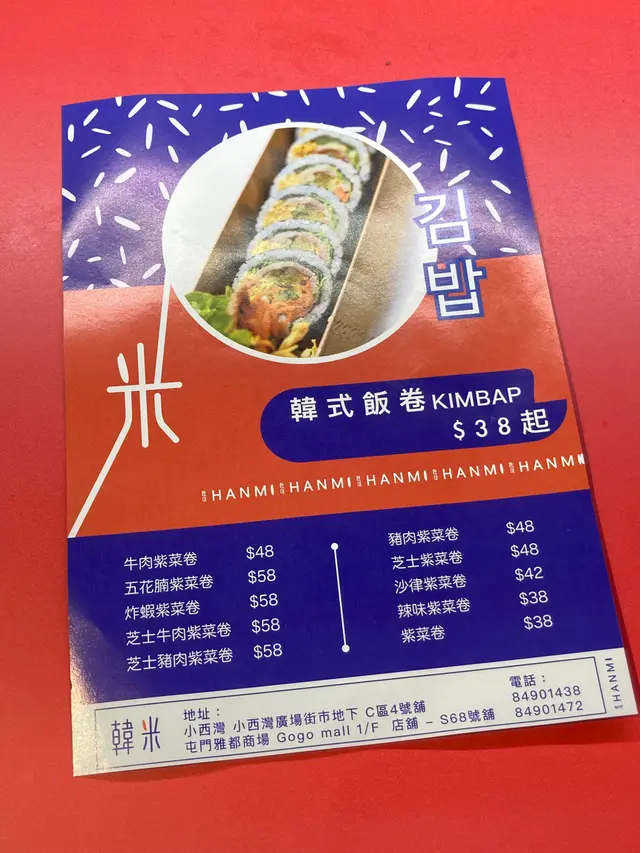 김밥
米
韓式飯卷 KIMBAP
$38起
HANMI HANMI HANMI HANMI HANMI
牛肉紫菜卷 $48
五花腩紫菜卷 $58
炸蝦紫菜卷 $58
芝士牛肉紫菜卷 $58
芝士豬肉紫菜卷 $58
豬肉紫菜卷 $48
芝士紫菜卷 $48
沙律紫菜卷 $42
辣味紫菜卷 $38
紫菜卷 $38
韓米
地址：
小西灣 小西灣廣場街市地下 C區4號舖
屯門雅都商場 Gogo mall 1/F 店舖 - S68號舖
電話：
84901438
84901472
HANMI